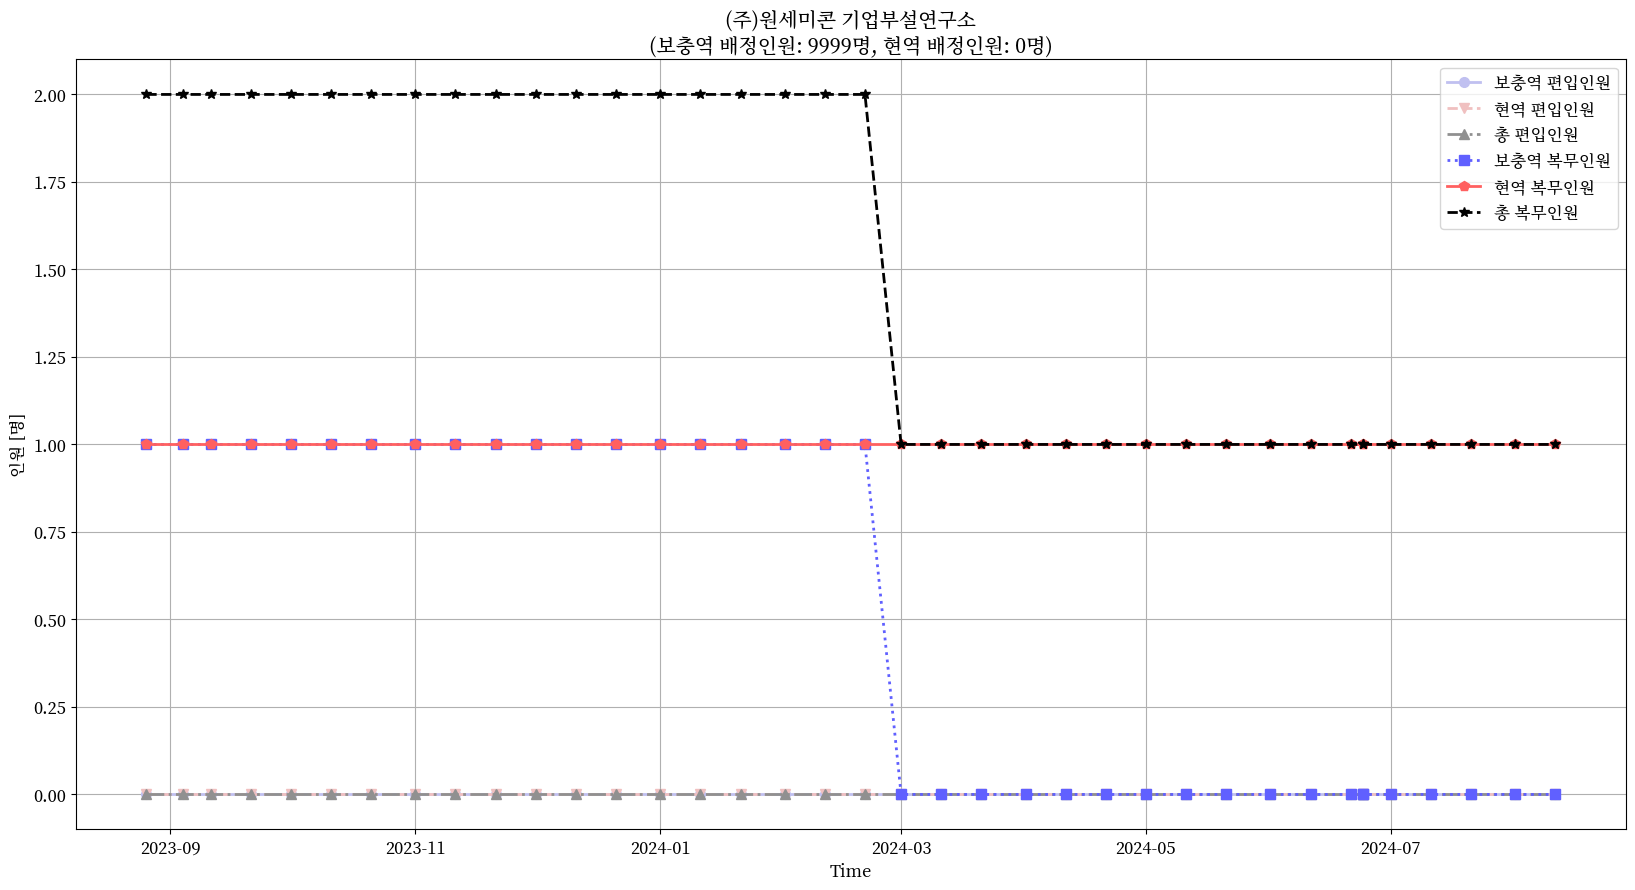 (주)원세미콘 기업부설연구소
(보충역 배정인원: 9999명, 현역 배정인원: 0명)
보충역 편입인원
현역 편입인원
총 편입인원
보충역 복무인원
현역 복무인원
총 복무인원
인원 [명]
2.00
1.75
1.50
1.25
1.00
0.75
0.50
0.25
0.00
2023-09 2023-11 2024-01 2024-03 2024-05 2024-07
Time